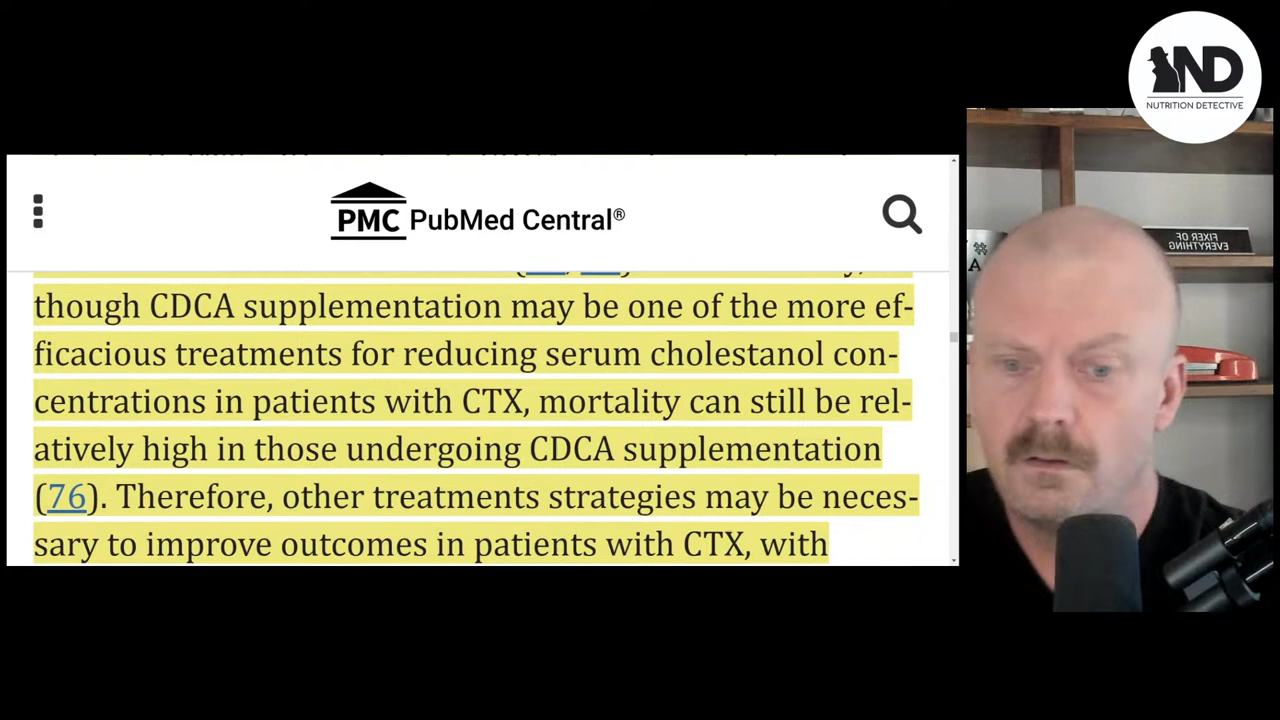 ND
NUTRITION DETECTIVE
PMC PubMed Central®
though CDCA supplementation may be one of the more ef-
ficacious treatments for reducing serum cholestanol con-
centrations in patients with CTX, mortality can still be rel-
atively high in those undergoing CDCA supplementation
(76). Therefore, other treatments strategies may be neces-
sary to improve outcomes in patients with CTX, with
FIXER OF
EVERYTHING